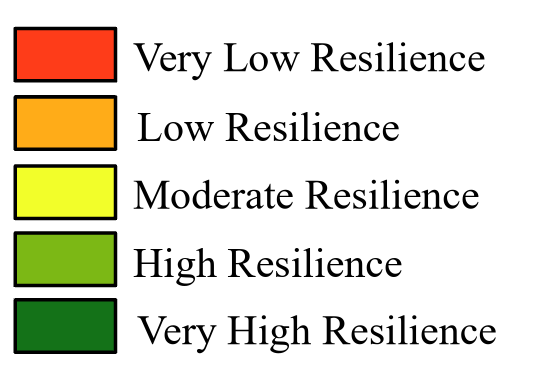 Very Low Resilience
Low Resilience
Moderate Resilience
High Resilience
Very High Resilience